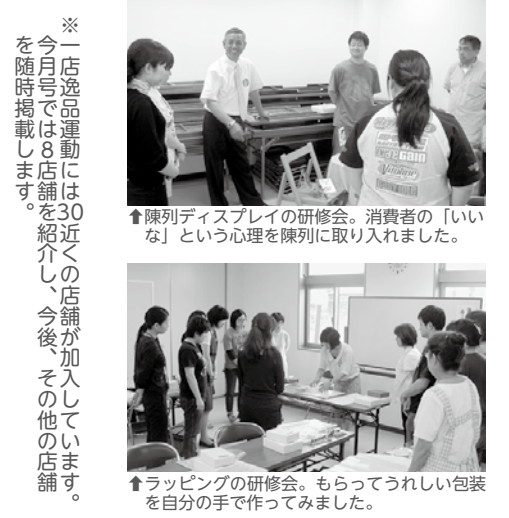 ※一店逸品運動には30近くの店舗が加入しています。
今月号では8店舗を紹介し、今後、その他の店舗
を随時掲載します。
⬆陳列ディスプレイの研修会。消費者の「いい
な」という心理を陳列に取り入れました。
⬆ラッピングの研修会。もらってうれしい包装
を自分の手で作ってみました。